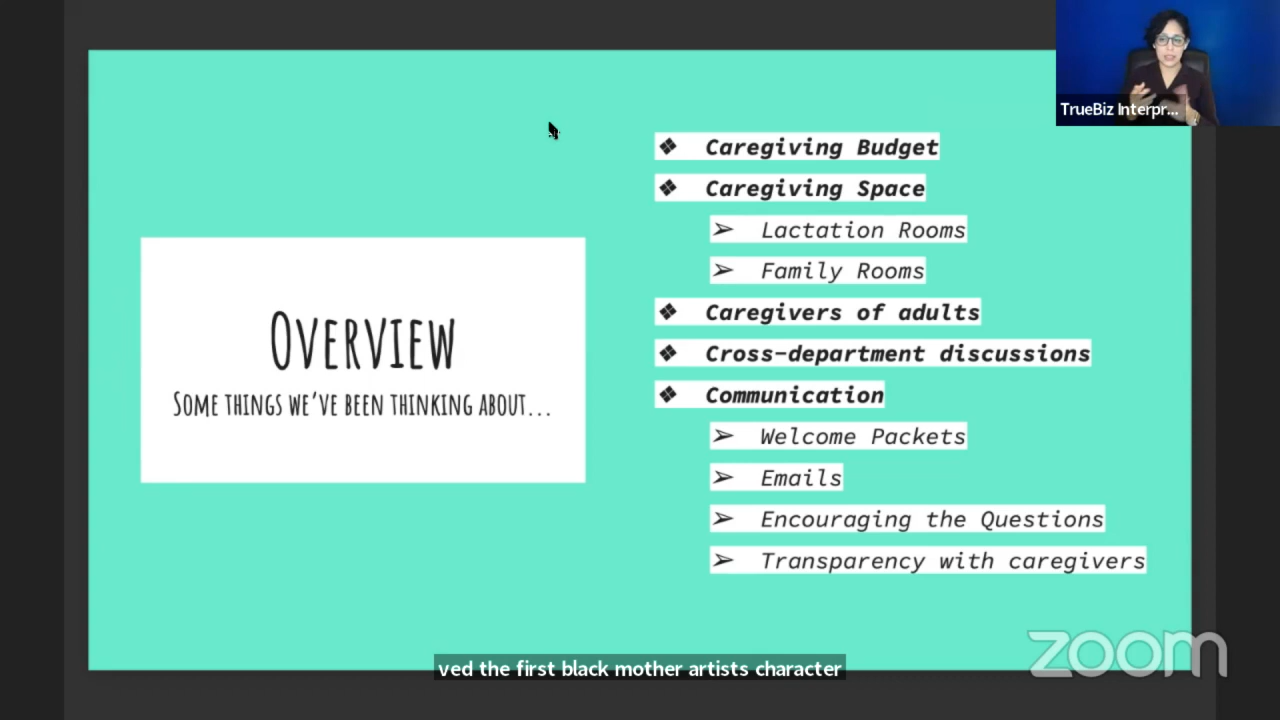 TrueBiz Interpr...
Overview
Some things we've been thinking about...
❖ Caregiving Budget
❖ Caregiving Space
➢ Lactation Rooms
➢ Family Rooms
❖ Caregivers of adults
❖ Cross-department discussions
❖ Communication
➢ Welcome Packets
➢ Emails
➢ Encouraging the Questions
➢ Transparency with caregivers
ved the first black mother artists character
zoom